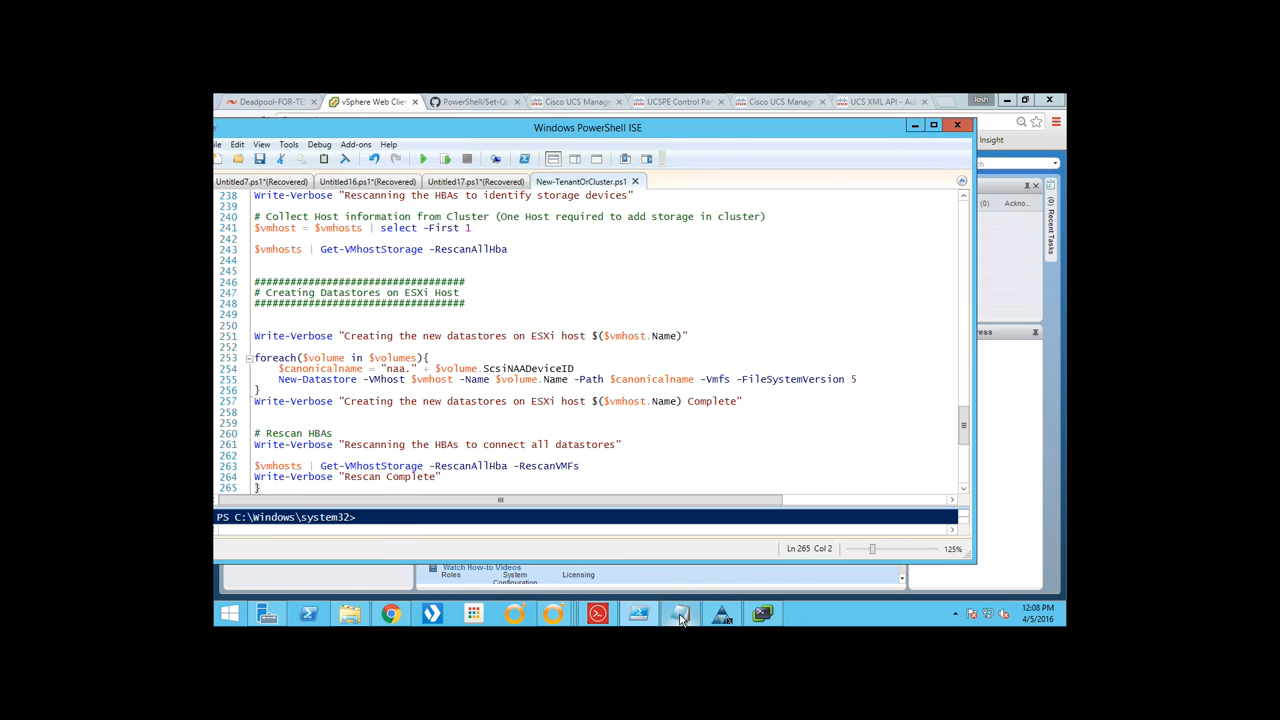 Deadpool-FOR-TE
vSphere Web Clie
PowerShell/Set-Q
Cisco UCS Manag
UCSPE Control Pa
Cisco UCS Manag
UCS XML API - Au
Josh
Windows PowerShell ISE
Insight
ile Edit View Tools Debug Add-ons Help
Untitled7.ps1*(Recovered) Untitled16.ps1*(Recovered) Untitled17.ps1*(Recovered) New-TenantOrCluster.ps1
ch
238 Write-Verbose "Rescanning the HBAs to identify storage devices"
239
240 # Collect Host information from Cluster (One Host required to add storage in cluster)
241 $vmhost = $vmhosts | select -First 1
242
243 $vmhosts | Get-VMhostStorage -RescanAllHba
244
245
246 ###################################
247 # Creating Datastores on ESXi Host
248 ###################################
249
250
251 Write-Verbose "Creating the new datastores on ESXi host $($vmhost.Name)"
252
253 foreach($volume in $volumes){
254 $canonicalname = "naa." + $volume.ScsiNAADeviceID
255 New-Datastore -VMhost $vmhost -Name $volume.Name -Path $canonicalname -Vmfs -FileSystemVersion 5
256 }
257 Write-Verbose "Creating the new datastores on ESXi host $($vmhost.Name) Complete"
258
259
260 # Rescan HBAs
261 Write-Verbose "Rescanning the HBAs to connect all datastores"
262
263 $vmhosts | Get-VMhostStorage -RescanAllHba -RescanVMFs
264 Write-Verbose "Rescan Complete"
265 }
(0) Ackno...
(0) Recent Tasks
ress
PS C:\Windows\system32>
Ln 265 Col 2 125%
Watch How-to Videos
Roles System Licensing
Configuration
12:08 PM
4/5/2016